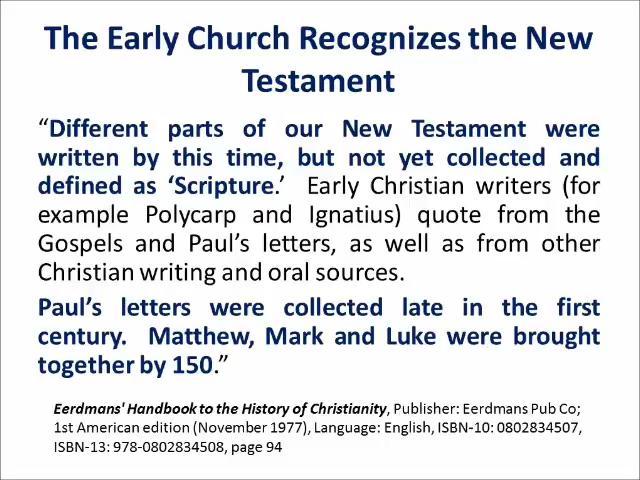 The Early Church Recognizes the New
Testament
“Different parts of our New Testament were
written by this time, but not yet collected and
defined as ‘Scripture.’ Early Christian writers (for
example Polycarp and Ignatius) quote from the
Gospels and Paul’s letters, as well as from other
Christian writing and oral sources.
Paul’s letters were collected late in the first
century. Matthew, Mark and Luke were brought
together by 150.”
Eerdmans' Handbook to the History of Christianity, Publisher: Eerdmans Pub Co;
1st American edition (November 1977), Language: English, ISBN-10: 0802834507,
ISBN-13: 978-0802834508, page 94